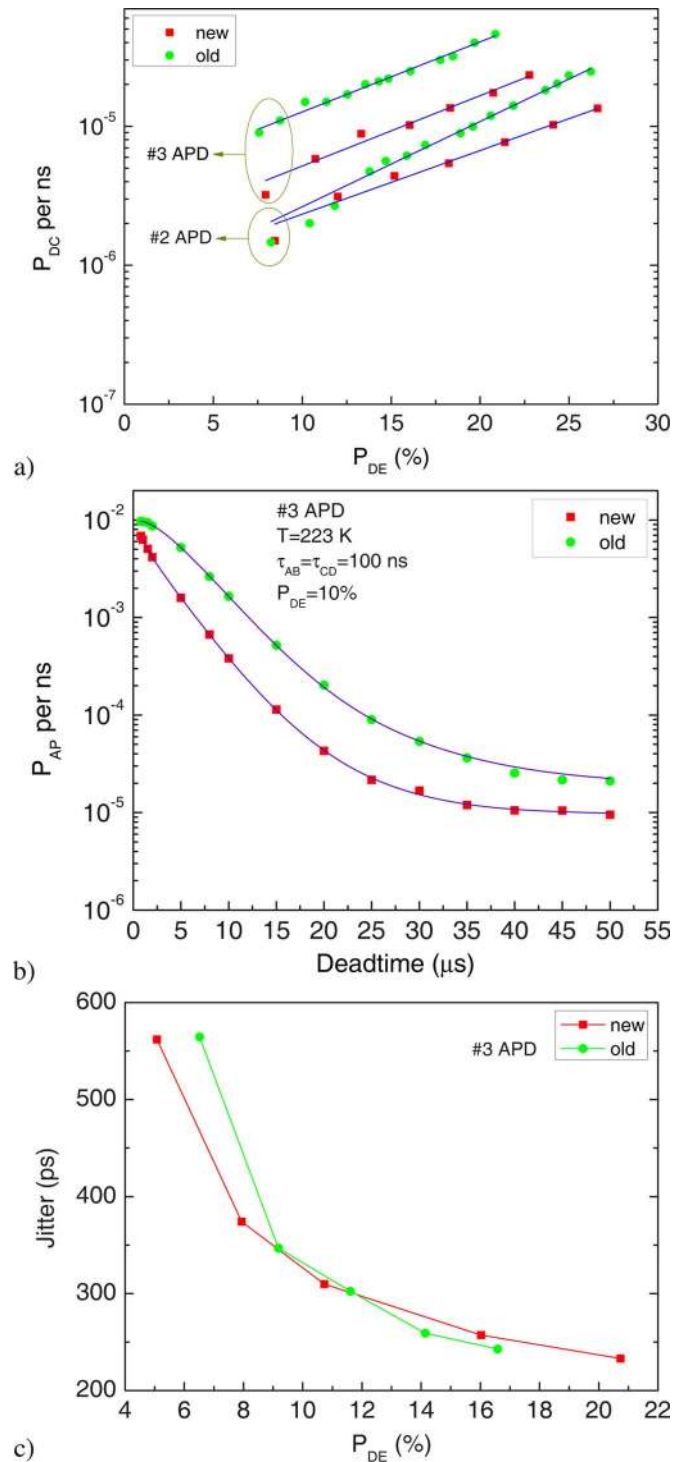 new
old
10^-5
#3 APD
P_DC per ns
#2 APD
10^-6
10^-7
0 5 10 15 20 25 30
a)
P_DE (%)
10^-2
#3 APD
T=223 K
τ_AB=τ_CD=100 ns
P_DE=10%
new
old
10^-3
P_AP per ns
10^-4
10^-5
10^-6
0 5 10 15 20 25 30 35 40 45 50 55
b)
Deadtime (μs)
600
new
#3 APD
old
500
Jitter (ps)
400
300
200
4 6 8 10 12 14 16 18 20 22
c)
P_DE (%)